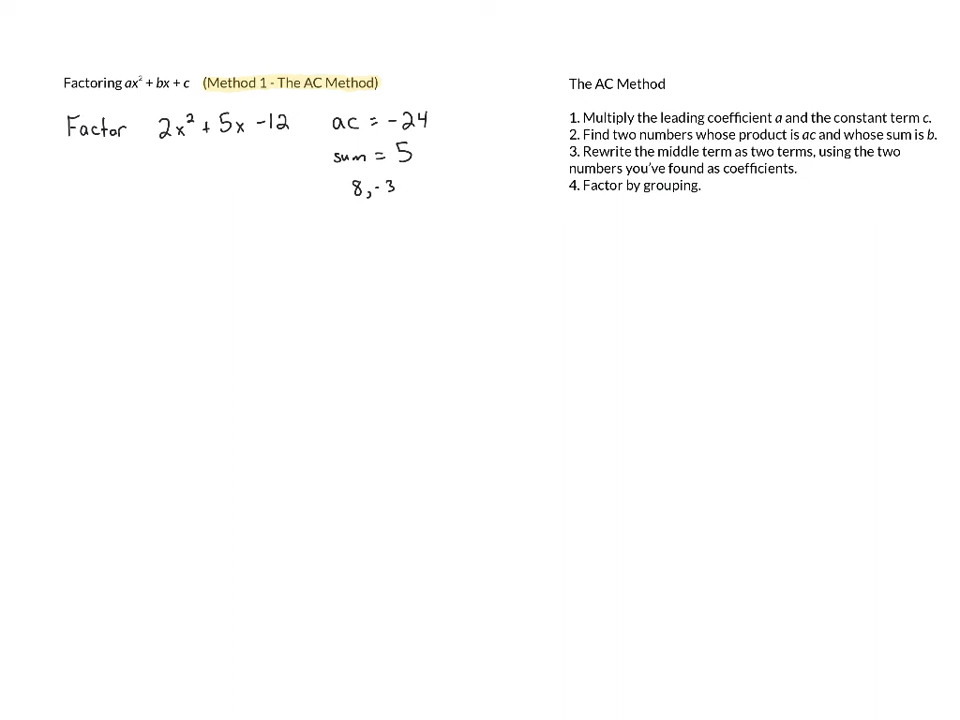 Factoring ax² + bx + c (Method 1 - The AC Method)
Factor 2x² + 5x -12 ac = -24
sum = 5
8, -3
The AC Method
1. Multiply the leading coefficient a and the constant term c.
2. Find two numbers whose product is ac and whose sum is b.
3. Rewrite the middle term as two terms, using the two
numbers you've found as coefficients.
4. Factor by grouping.